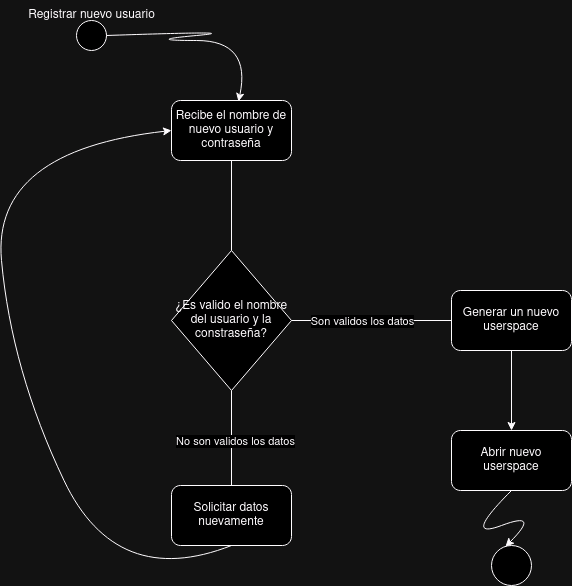 Registrar nuevo usuario
Recibe el nombre de
nuevo usuario y
contraseña
¿Es valido el nombre
del usuario y la
constraseña?
Son validos los datos
Generar un nuevo
userspace
No son validos los datos
Abrir nuevo
userspace
Solicitar datos
nuevamente